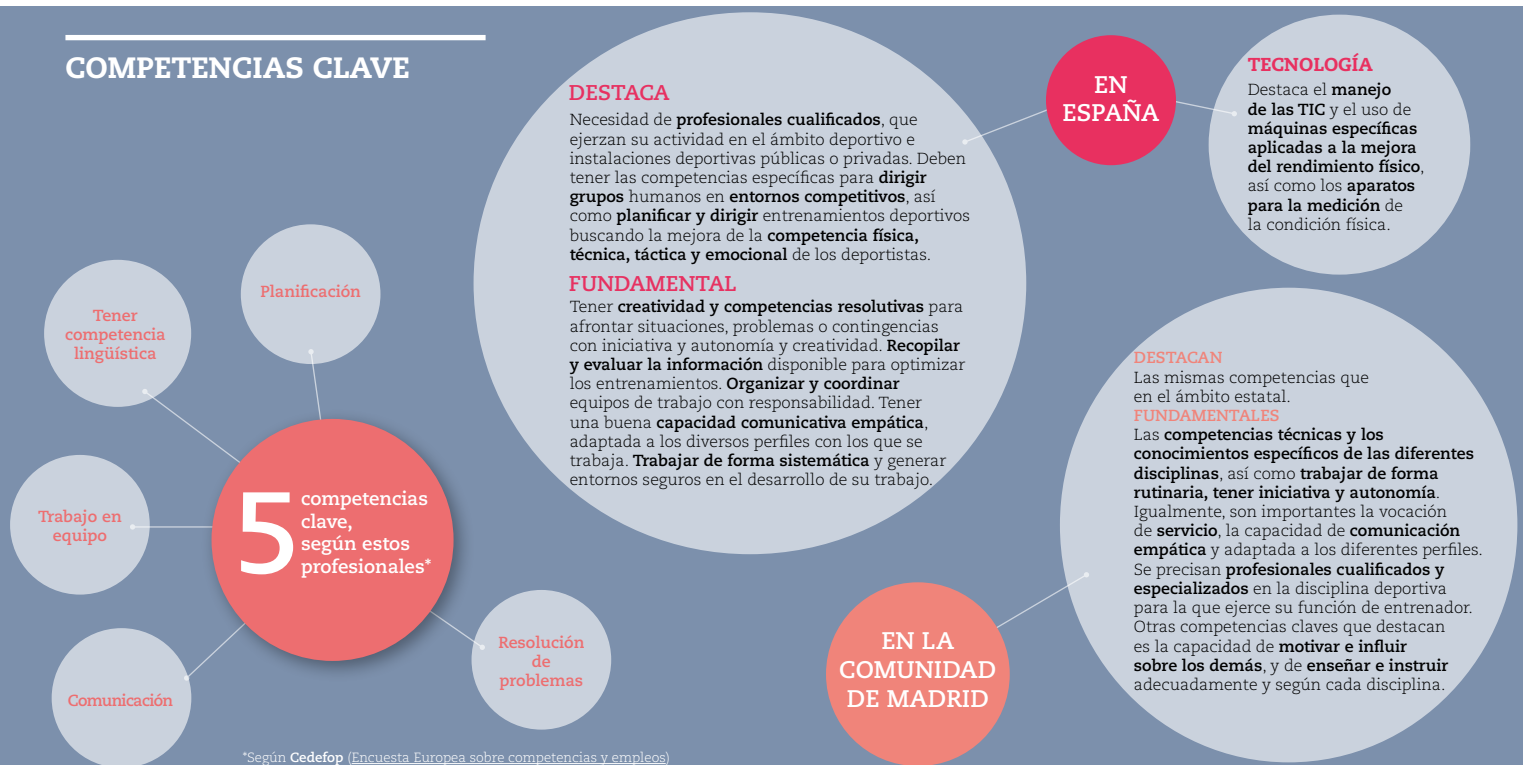 COMPETENCIAS CLAVE
Planificación
Tener
competencia
lingüística
Trabajo en
equipo
Comunicación
Resolución
de
problemas
5
competencias
clave,
según estos
profesionales*
*Según Cedefop (Encuesta Europea sobre competencias y empleos)
DESTACA
Necesidad de profesionales cualificados, que
ejerzan su actividad en el ámbito deportivo e
instalaciones deportivas públicas o privadas. Deben
tener las competencias específicas para dirigir
grupos humanos en entornos competitivos, así
como planificar y dirigir entrenamientos deportivos
buscando la mejora de la competencia física,
técnica, táctica y emocional de los deportistas.
FUNDAMENTAL
Tener creatividad y competencias resolutivas para
afrontar situaciones, problemas o contingencias
con iniciativa y autonomía y creatividad. Recopilar
y evaluar la información disponible para optimizar
los entrenamientos. Organizar y coordinar
equipos de trabajo con responsabilidad. Tener
una buena capacidad comunicativa empática,
adaptada a los diversos perfiles con los que se
trabaja. Trabajar de forma sistemática y generar
entornos seguros en el desarrollo de su trabajo.
EN
ESPAÑA
TECNOLOGÍA
Destaca el manejo
de las TIC y el uso de
máquinas específicas
aplicadas a la mejora
del rendimiento físico,
así como los aparatos
para la medición de
la condición física.
EN LA
COMUNIDAD
DE MADRID
DESTACAN
Las mismas competencias que
en el ámbito estatal.
FUNDAMENTALES
Las competencias técnicas y los
conocimientos específicos de las diferentes
disciplinas, así como trabajar de forma
rutinaria, tener iniciativa y autonomía.
Igualmente, son importantes la vocación
de servicio, la capacidad de comunicación
empática y adaptada a los diferentes perfiles.
Se precisan profesionales cualificados y
especializados en la disciplina deportiva
para la que ejerce su función de entrenador.
Otras competencias claves que destacan
es la capacidad de motivar e influir
sobre los demás, y de enseñar e instruir
adecuadamente y según cada disciplina.